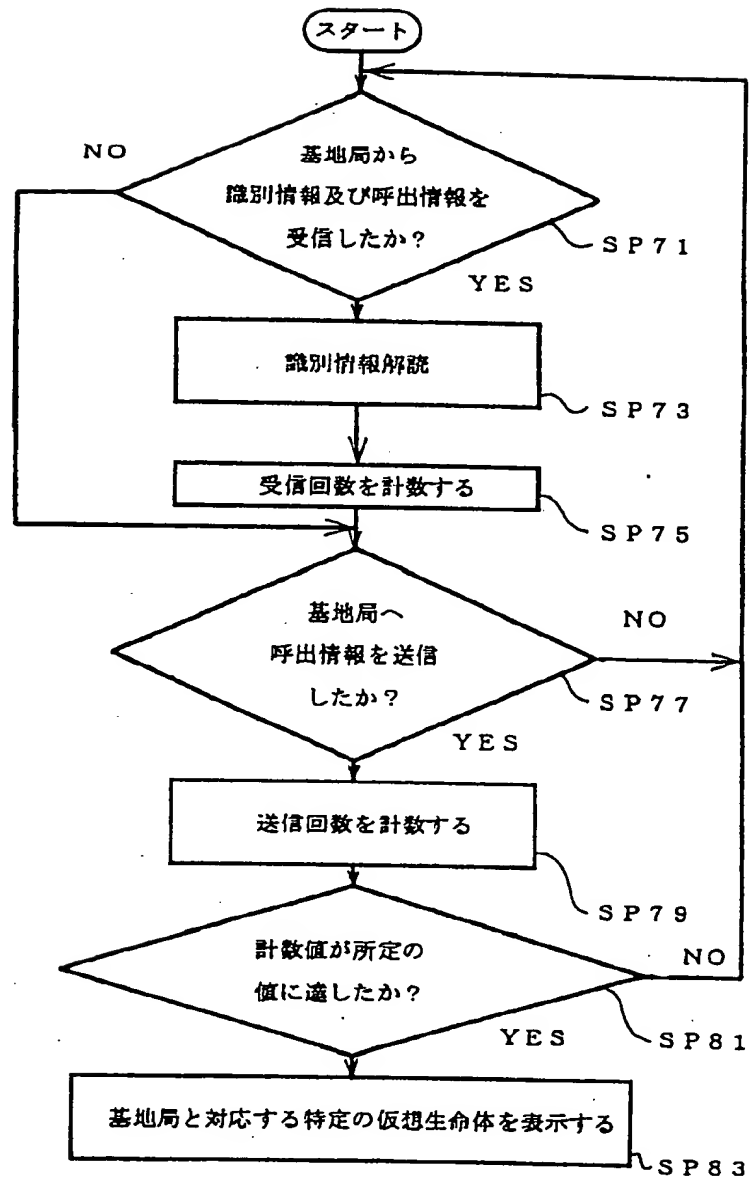 スタート
NO
基地局から
識別情報及び呼出情報を
受信したか?
SP71
YES
識別情報解読
SP73
受信回数を計数する
SP75
基地局へ
呼出情報を送信
したか?
NO
SP77
YES
送信回数を計数する
SP79
計数値が所定の
値に達したか?
NO
SP81
YES
基地局と対応する特定の仮想生命体を表示する
SP83